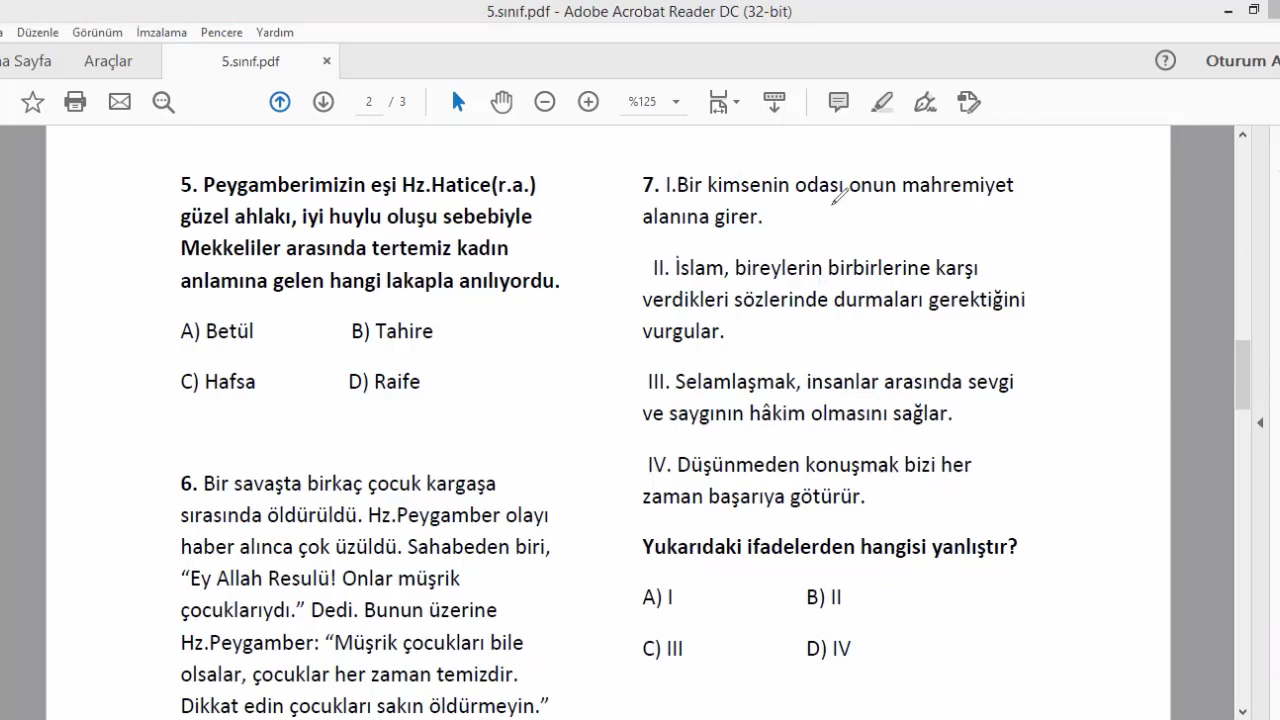 5.sınıf.pdf - Adobe Acrobat Reader DC (32-bit)
Düzenle Görünüm İmzalama Pencere Yardım
a Sayfa Araçlar 5.sınıf.pdf × ? Oturum A
2 / 3 %125
5. Peygamberimizin eşi Hz.Hatice(r.a.)
güzel ahlakı, iyi huylu oluşu sebebiyle
Mekkeliler arasında tertemiz kadın
anlamına gelen hangi lakapla anılıyordu.
A) Betül B) Tahire
C) Hafsa D) Raife
6. Bir savaşta birkaç çocuk kargaşa
sırasında öldürüldü. Hz.Peygamber olayı
haber alınca çok üzüldü. Sahabeden biri,
“Ey Allah Resulü! Onlar müşrik
çocuklarıydı.” Dedi. Bunun üzerine
Hz.Peygamber: “Müşrik çocukları bile
olsalar, çocuklar her zaman temizdir.
Dikkat edin çocukları sakın öldürmeyin.”
7. I.Bir kimsenin odası onun mahremiyet
alanına girer.
II. İslam, bireylerin birbirlerine karşı
verdikleri sözlerinde durmaları gerektiğini
vurgular.
III. Selamlaşmak, insanlar arasında sevgi
ve saygının hâkim olmasını sağlar.
IV. Düşünmeden konuşmak bizi her
zaman başarıya götürür.
Yukarıdaki ifadelerden hangisi yanlıştır?
A) I B) II
C) III D) IV